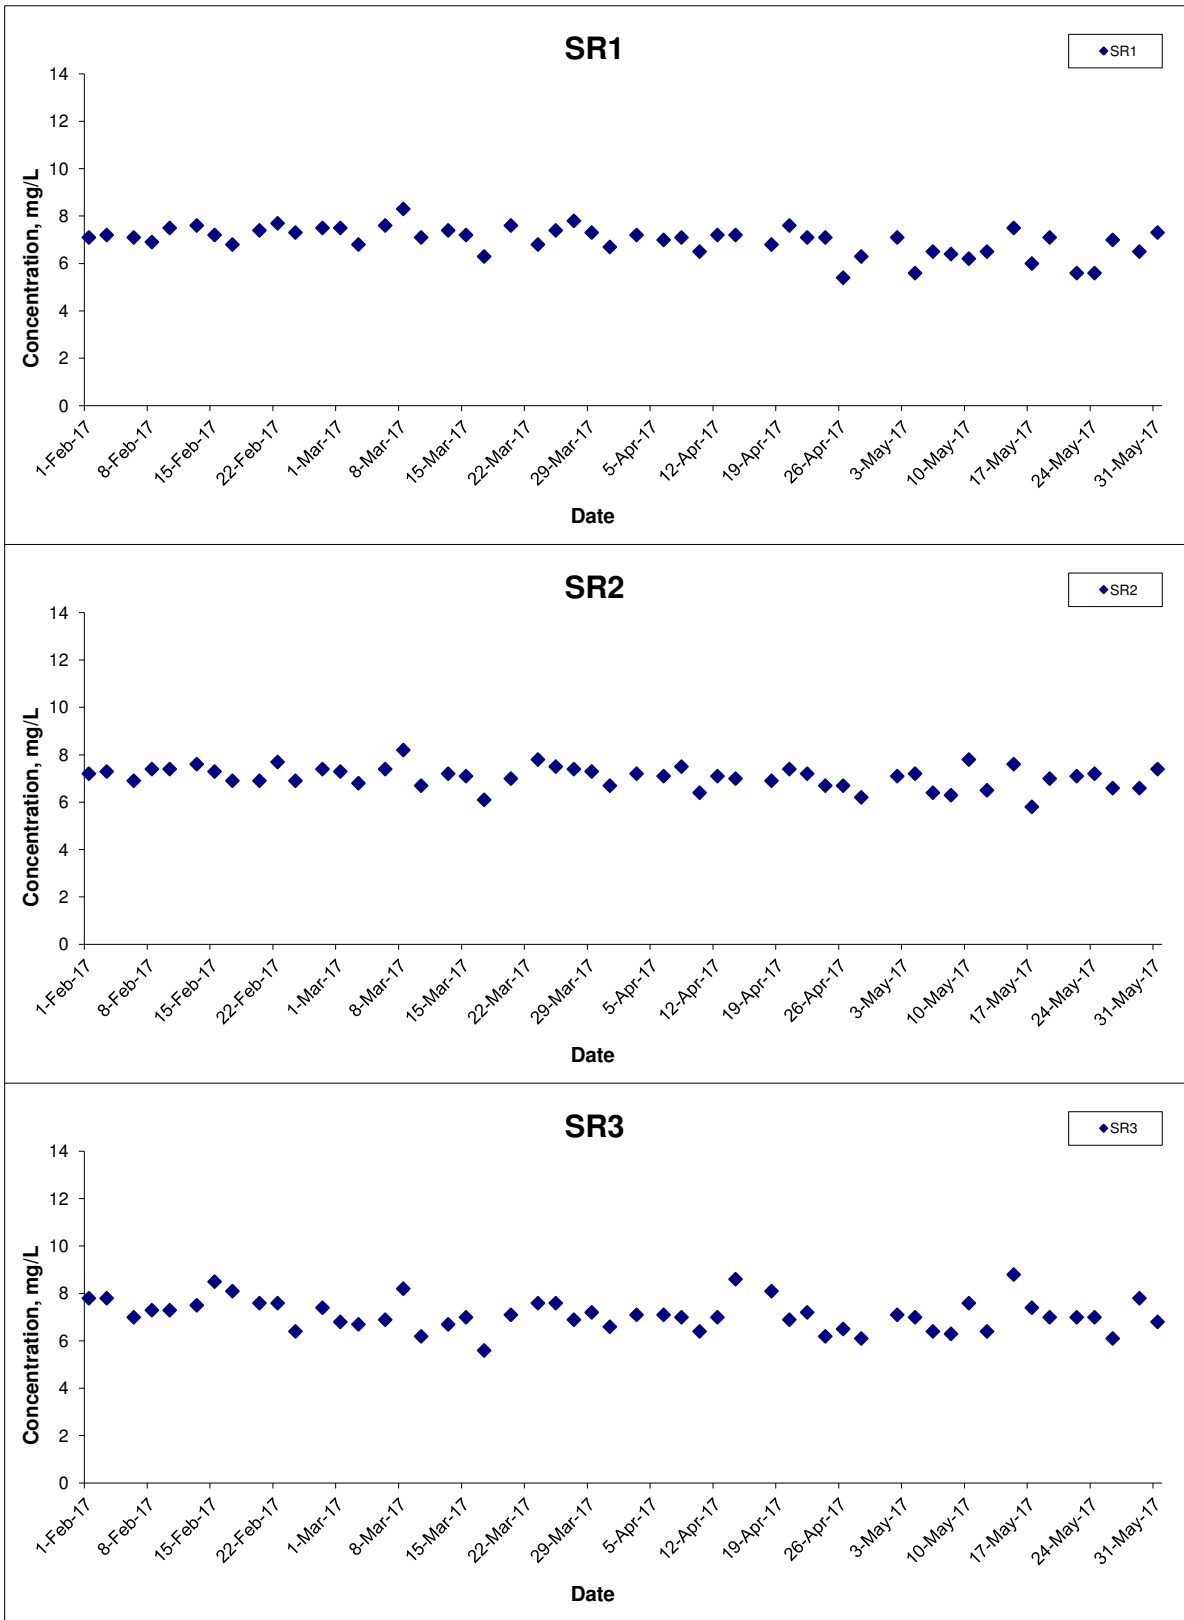 SR1
SR1
14
12
10
8
6
4
2
0
Concentration, mg/L
1-Feb-17
8-Feb-17
15-Feb-17
22-Feb-17
1-Mar-17
8-Mar-17
15-Mar-17
22-Mar-17
29-Mar-17
5-Apr-17
12-Apr-17
19-Apr-17
26-Apr-17
3-May-17
10-May-17
17-May-17
24-May-17
31-May-17
Date
SR2
SR2
14
12
10
8
6
4
2
0
Concentration, mg/L
1-Feb-17
8-Feb-17
15-Feb-17
22-Feb-17
1-Mar-17
8-Mar-17
15-Mar-17
22-Mar-17
29-Mar-17
5-Apr-17
12-Apr-17
19-Apr-17
26-Apr-17
3-May-17
10-May-17
17-May-17
24-May-17
31-May-17
Date
SR3
SR3
14
12
10
8
6
4
2
0
Concentration, mg/L
1-Feb-17
8-Feb-17
15-Feb-17
22-Feb-17
1-Mar-17
8-Mar-17
15-Mar-17
22-Mar-17
29-Mar-17
5-Apr-17
12-Apr-17
19-Apr-17
26-Apr-17
3-May-17
10-May-17
17-May-17
24-May-17
31-May-17
Date